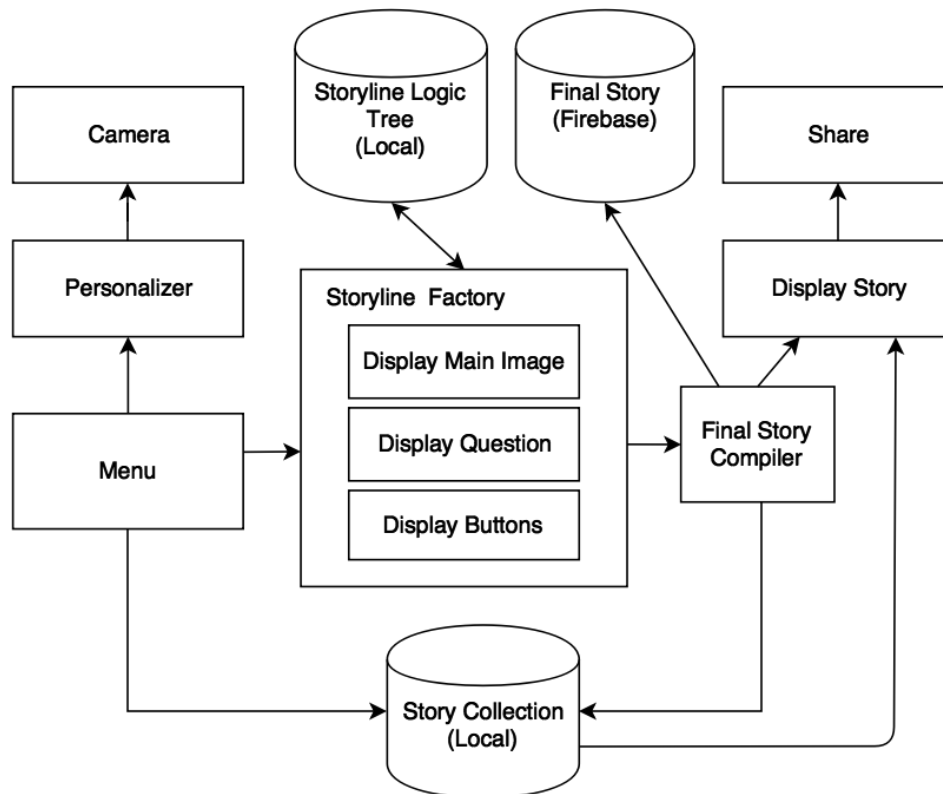 Storyline Logic
Tree
(Local)
Final Story
(Firebase)
Camera
Share
Personalizer
Storyline Factory
Display Story
Display Main Image
Display Question
Final Story
Compiler
Menu
Display Buttons
Story Collection
(Local)